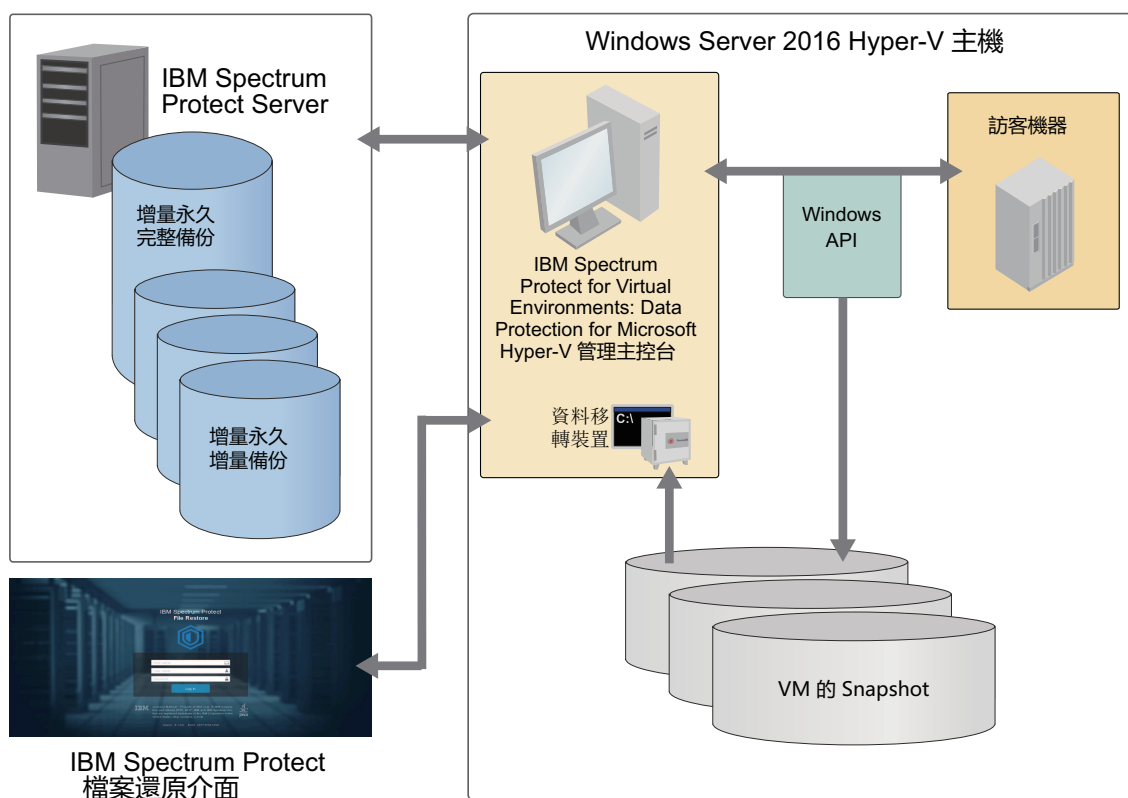 IBM Spectrum
Protect Server
增量永久
完整備份
增量永久
增量備份
IBM Spectrum Protect
File Restore
Log in
IBM
IBM Spectrum Protect
檔案還原介面
Windows Server 2016 Hyper-V 主機
IBM Spectrum
Protect for Virtual
Environments: Data
Protection for Microsoft
Hyper-V 管理主控台
資料移
轉裝置
C:\
Windows
API
訪客機器
VM 的 Snapshot